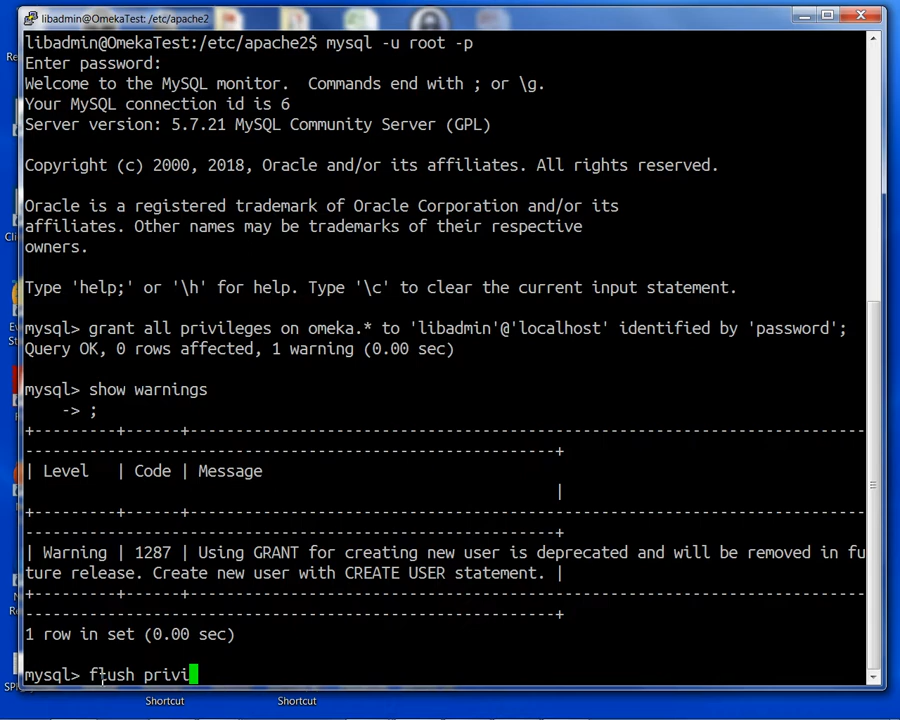 libadmin@OmekaTest: /etc/apache2
libadmin@OmekaTest:/etc/apache2$ mysql -u root -p
Enter password:
Welcome to the MySQL monitor.  Commands end with ; or \g.
Your MySQL connection id is 6
Server version: 5.7.21 MySQL Community Server (GPL)
Copyright (c) 2000, 2018, Oracle and/or its affiliates. All rights reserved.
Oracle is a registered trademark of Oracle Corporation and/or its
affiliates. Other names may be trademarks of their respective
owners.
Type 'help;' or '\h' for help. Type '\c' to clear the current input statement.
mysql> grant all privileges on omeka.* to 'libadmin'@'localhost' identified by 'password';
Query OK, 0 rows affected, 1 warning (0.00 sec)
mysql> show warnings
    -> ;
+---------+------+---------------------------------------------------------------------------
------------------------------------------------------------+
| Level   | Code | Message
|
+---------+------+---------------------------------------------------------------------------
------------------------------------------------------------+
| Warning | 1287 | Using GRANT for creating new user is deprecated and will be removed in fu
ture release. Create new user with CREATE USER statement. |
+---------+------+---------------------------------------------------------------------------
------------------------------------------------------------+
1 row in set (0.00 sec)
mysql> flush privi
Shortcut
Shortcut